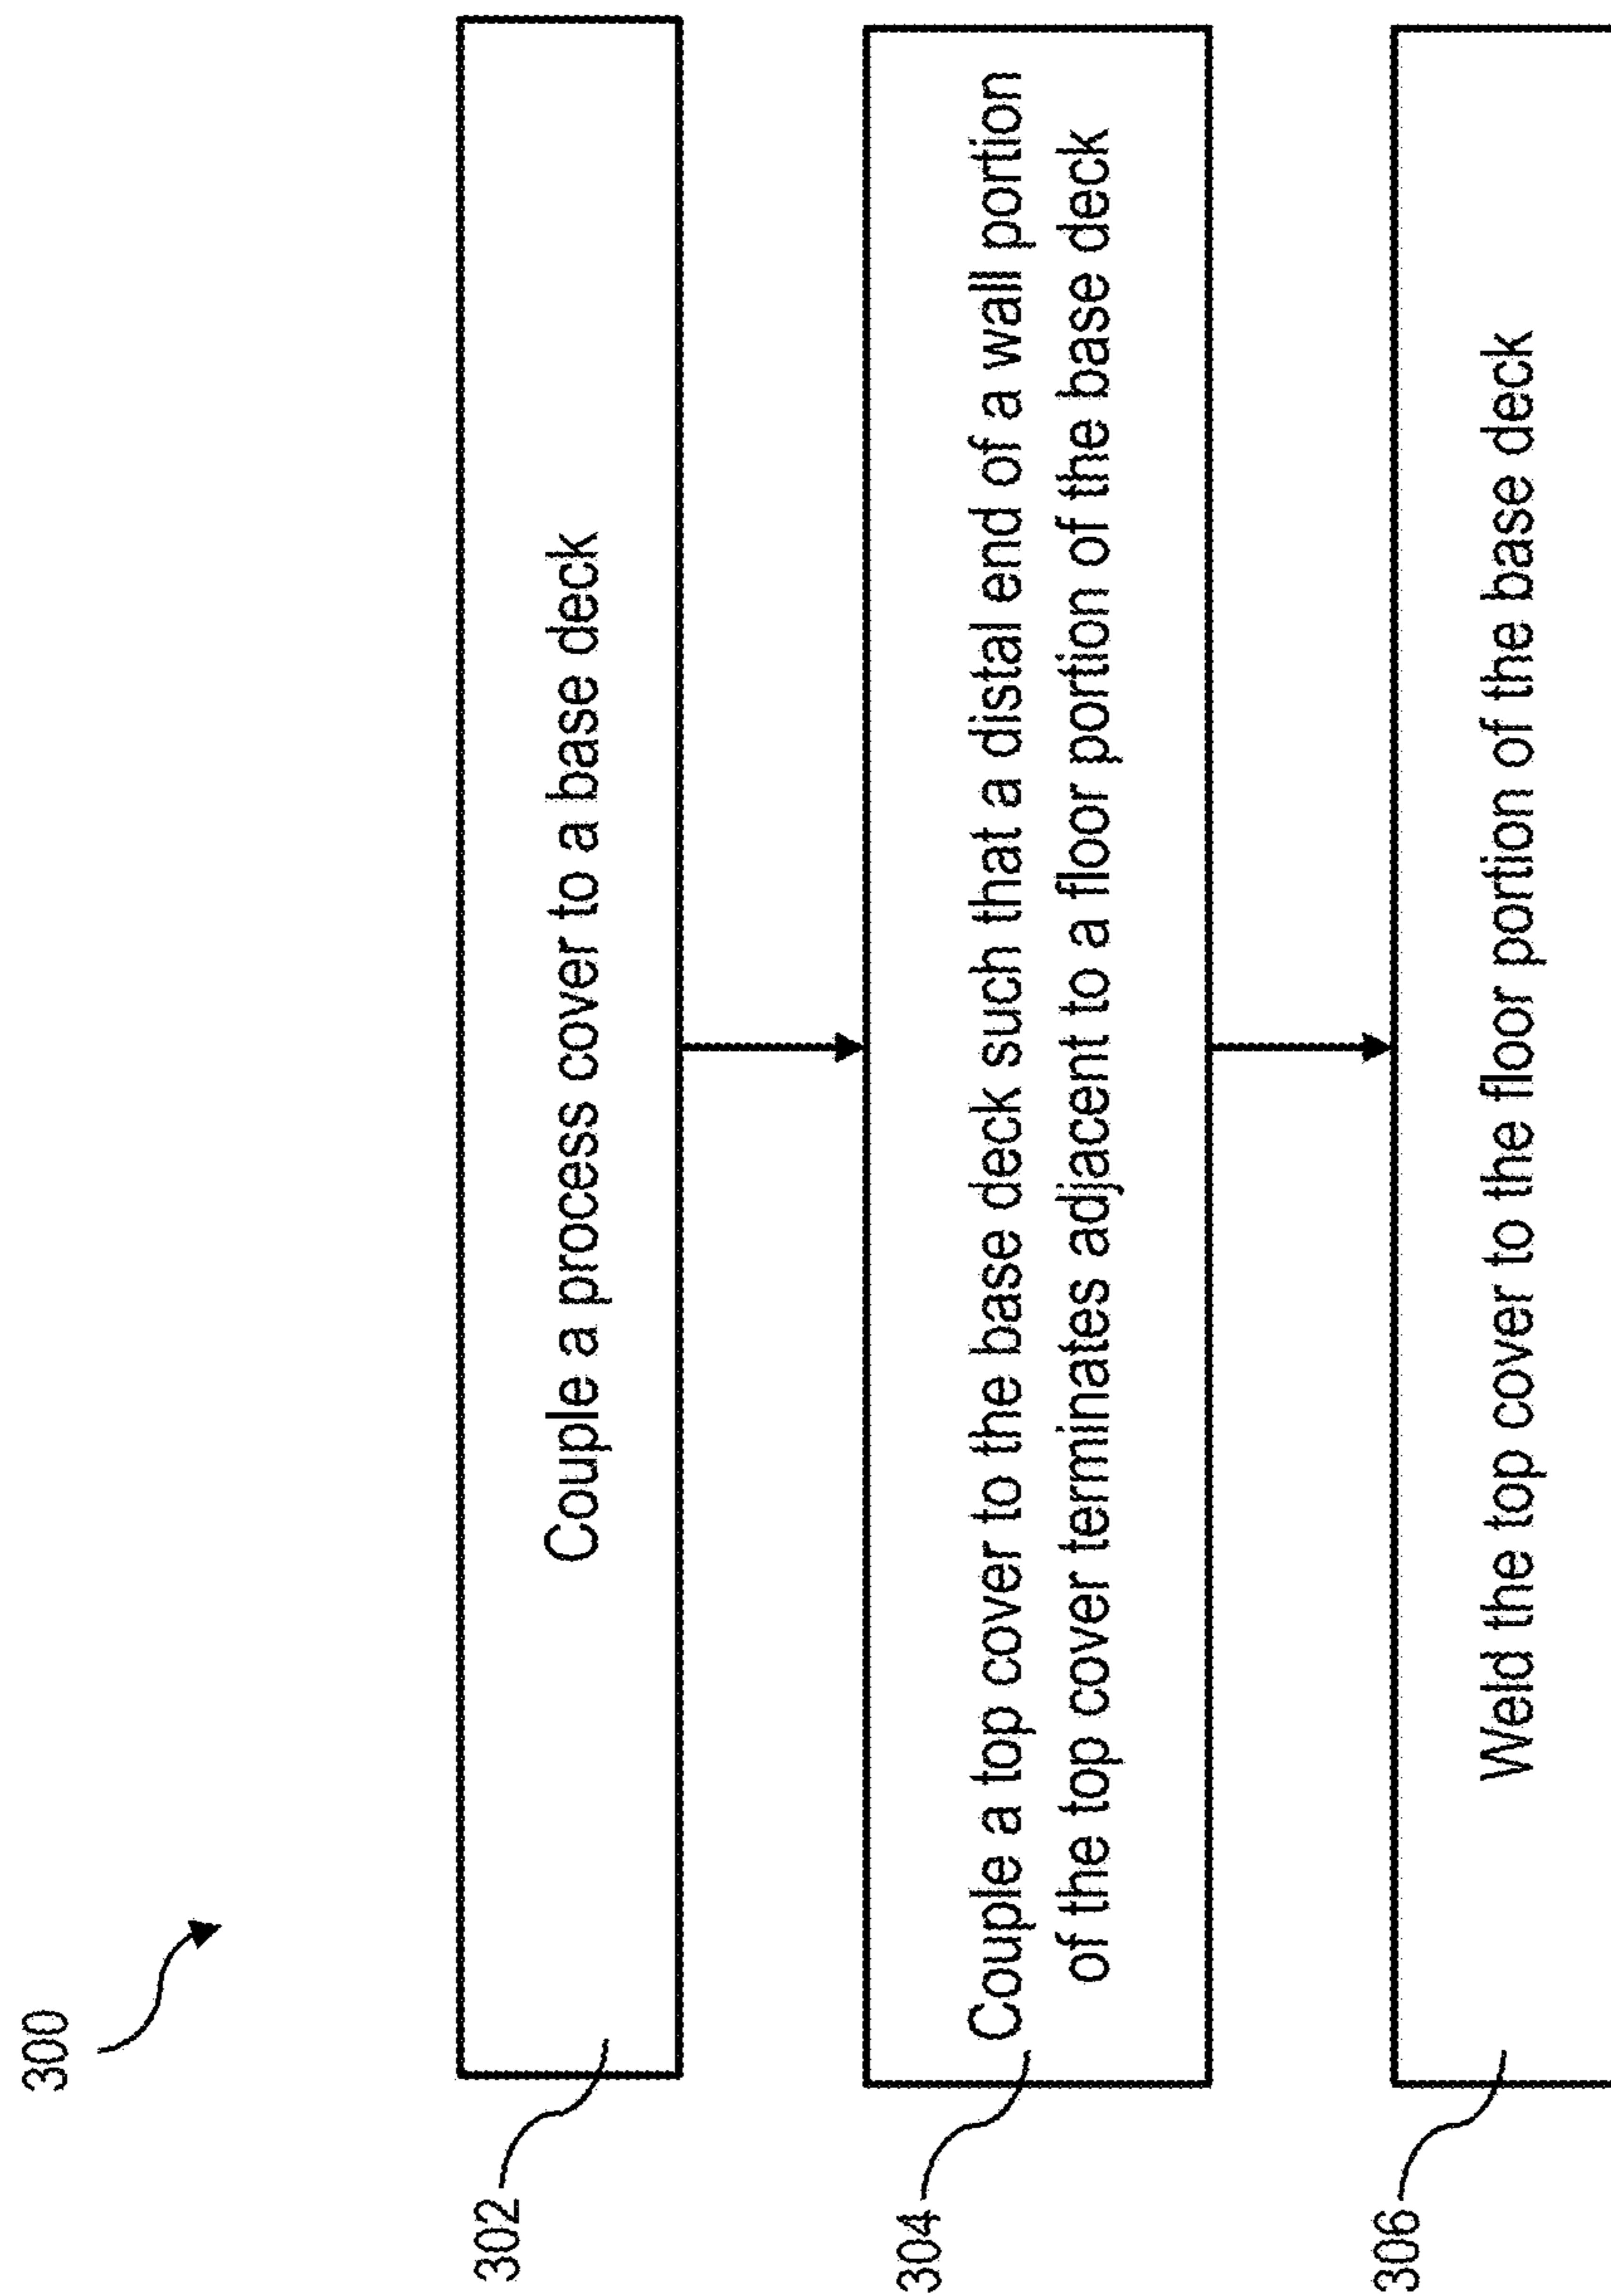 300
302
Couple a process cover to a base deck
304
Couple a top cover to the base deck such that a distal end of a wall portion
of the top cover terminates adjacent to a floor portion of the base deck
306
Weld the top cover to the floor portion of the base deck